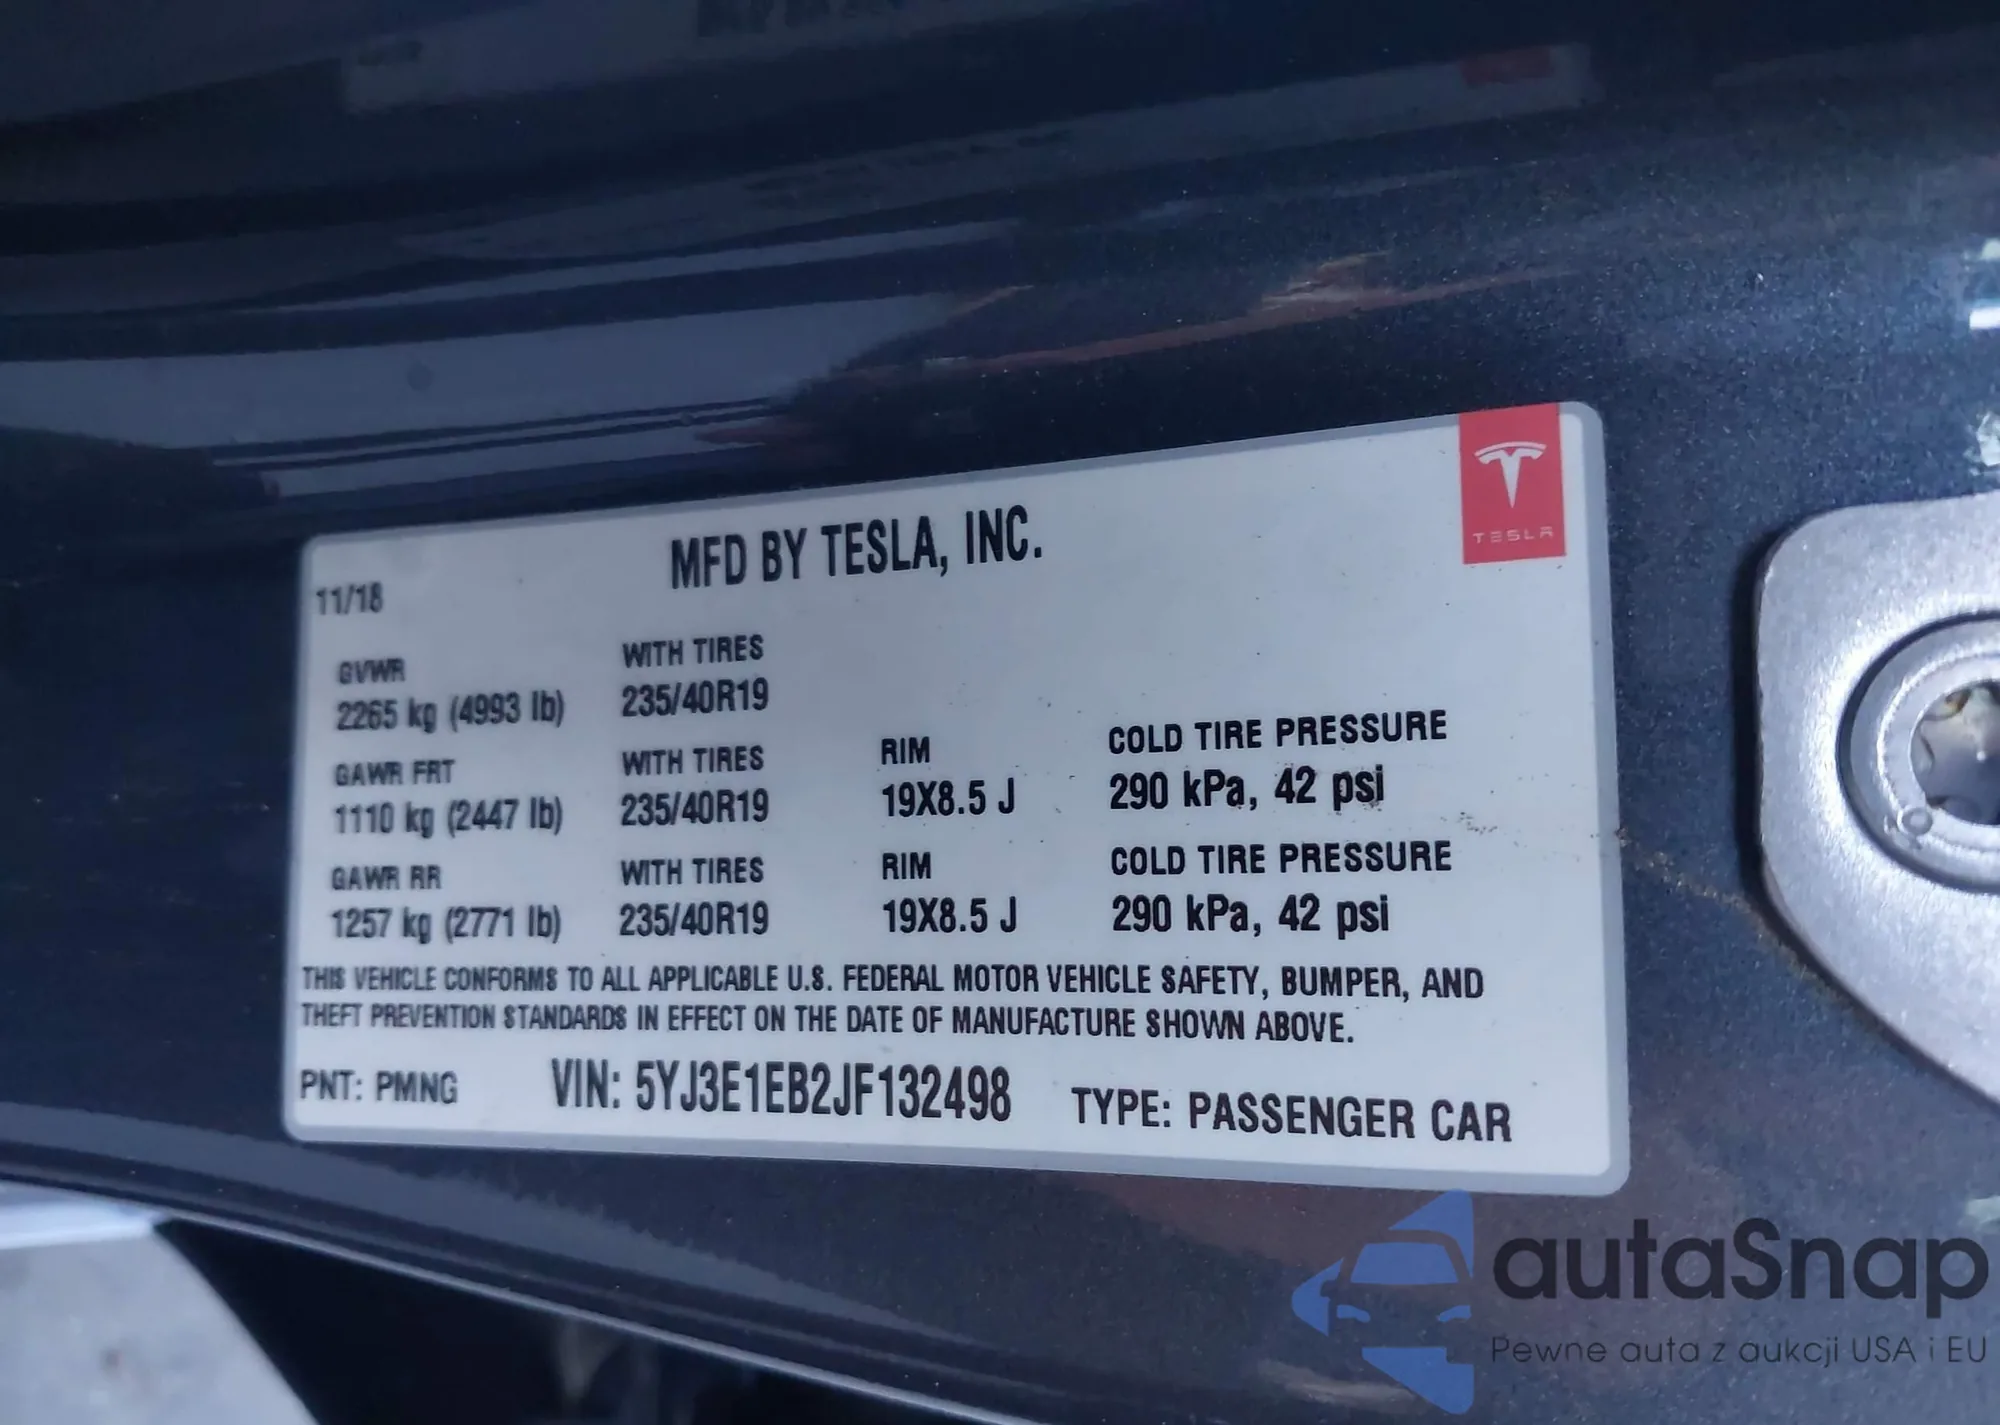 TESLA
MFD BY TESLA, INC.
11/18
GVWR
2265 kg (4993 lb)
WITH TIRES
235/40R19
GAWR FRT
1110 kg (2447 lb)
WITH TIRES
235/40R19
RIM
19X8.5 J
COLD TIRE PRESSURE
290 kPa, 42 psi
GAWR RR
1257 kg (2771 lb)
WITH TIRES
235/40R19
RIM
19X8.5 J
COLD TIRE PRESSURE
290 kPa, 42 psi
THIS VEHICLE CONFORMS TO ALL APPLICABLE U.S. FEDERAL MOTOR VEHICLE SAFETY, BUMPER, AND
THEFT PREVENTION STANDARDS IN EFFECT ON THE DATE OF MANUFACTURE SHOWN ABOVE.
PNT: PMNG VIN: 5YJ3E1EB2JF132498 TYPE: PASSENGER CAR
autaSnap
Pewne auta z aukcji USA i EU